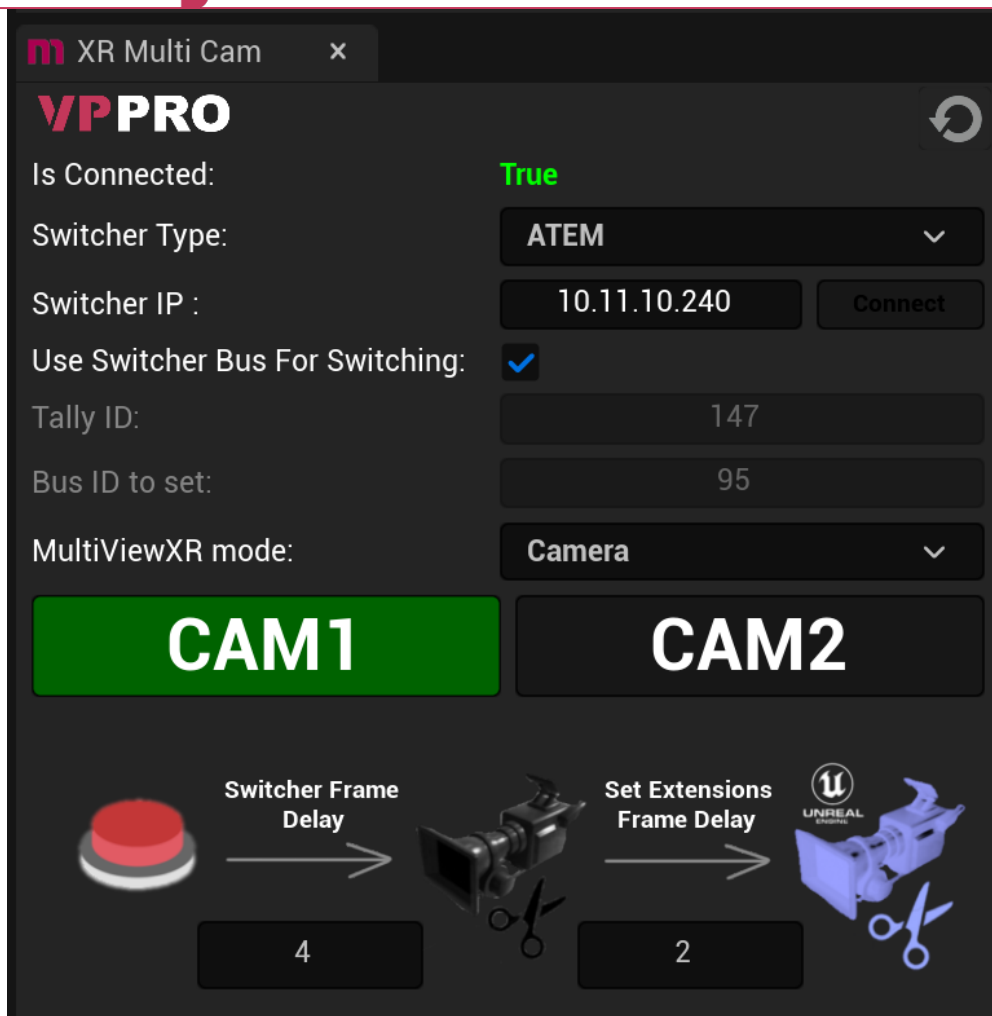 XR Multi Cam
VPPRO
Is Connected: True
Switcher Type: ATEM
Switcher IP : 10.11.10.240 Connect
Use Switcher Bus For Switching:
Tally ID: 147
Bus ID to set: 95
MultiViewXR mode: Camera
CAM1 CAM2
Switcher Frame
Delay
Set Extensions
Frame Delay
UNREAL
ENGINE
4 2